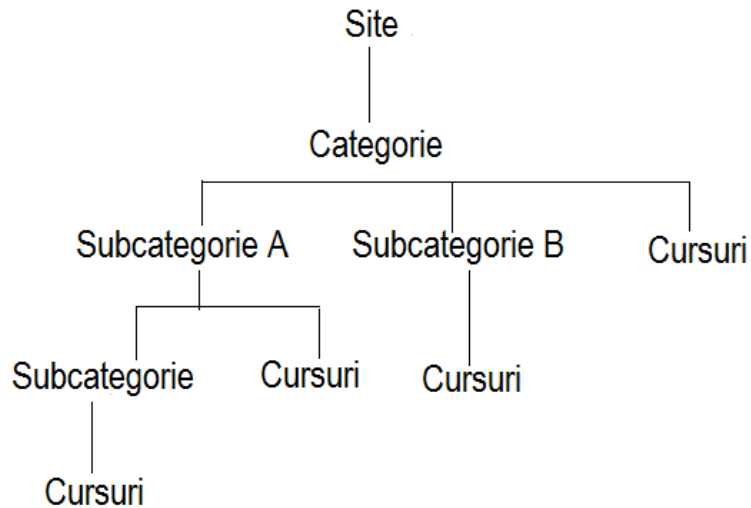 Site
Categorie
Subcategorie A
Subcategorie B
Cursuri
Subcategorie
Cursuri
Cursuri
Cursuri